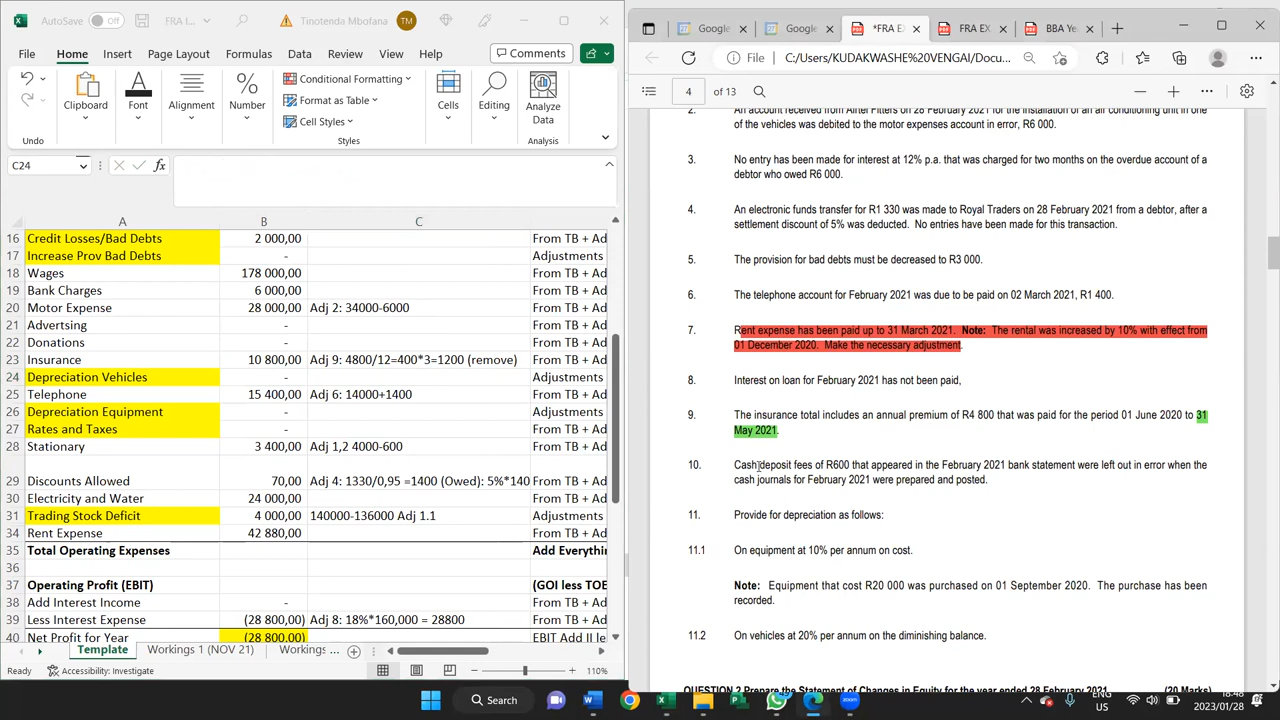 AutoSave Off FRA I... Tinoterida Mbofana TM
File Home Insert Page Layout Formulas Data Review View Help Comments
Clipboard Font Alignment Number Conditional Formatting Format as Table Cell Styles Cells Editing Analyze Data
Undo Styles Analysis
C24 fx
A B C
16 Credit Losses/Bad Debts 2 000,00 From TB + Ad
17 Increase Prov Bad Debts - Adjustments
18 Wages 178 000,00 From TB + Ad
19 Bank Charges 6 000,00 From TB + Ad
20 Motor Expense 28 000,00 Adj 2: 34000-6000 From TB + Ad
21 Advertsing - From TB + Ad
22 Donations - From TB + Ad
23 Insurance 10 800,00 Adj 9: 4800/12=400*3=1200 (remove) From TB + Ad
24 Depreciation Vehicles - Adjustments
25 Telephone 15 400,00 Adj 6: 14000+1400 From TB + Ad
26 Depreciation Equipment - Adjustments
27 Rates and Taxes - From TB + Ad
28 Stationary 3 400,00 Adj 1,2 4000-600 From TB + Ad
29 Discounts Allowed 70,00 Adj 4: 1330/0,95 =1400 (Owed): 5%*140 From TB + Ad
30 Electricity and Water 24 000,00 From TB + Ad
31 Trading Stock Deficit 4 000,00 140000-136000 Adj 1.1 Adjustments
34 Rent Expense 42 880,00 From TB + Ad
35 Total Operating Expenses Add Everythin
36
37 Operating Profit (EBIT) (GOI less TOE
38 Add Interest Income - From TB + Ad
39 Less Interest Expense (28 800,00) Adj 8: 18%*160,000 = 28800 From TB + Ad
40 Net Profit for Year (28 800,00) EBIT Add II le
Template Workings 1 (NOV 21) Workings ...
Ready Accessibility: Investigate 110%
Google Google *FRA E FRA EX BBA Ye
File C:/Users/KUDAKWASHE%20VENGAI/Docu...
4 of 13
2. An account received from Airtel Fitters on 28 February 2021 for the installation of an air conditioning unit in one
of the vehicles was debited to the motor expenses account in error, R6 000.
3. No entry has been made for interest at 12% p.a. that was charged for two months on the overdue account of a
debtor who owed R6 000.
4. An electronic funds transfer for R1 330 was made to Royal Traders on 28 February 2021 from a debtor, after a
settlement discount of 5% was deducted. No entries have been made for this transaction.
5. The provision for bad debts must be decreased to R3 000.
6. The telephone account for February 2021 was due to be paid on 02 March 2021, R1 400.
7. Rent expense has been paid up to 31 March 2021. Note: The rental was increased by 10% with effect from
01 December 2020. Make the necessary adjustment.
8. Interest on loan for February 2021 has not been paid,
9. The insurance total includes an annual premium of R4 800 that was paid for the period 01 June 2020 to 31
May 2021.
10. Cash deposit fees of R600 that appeared in the February 2021 bank statement were left out in error when the
cash journals for February 2021 were prepared and posted.
11. Provide for depreciation as follows:
11.1 On equipment at 10% per annum on cost.
Note: Equipment that cost R20 000 was purchased on 01 September 2020. The purchase has been
recorded.
11.2 On vehicles at 20% per annum on the diminishing balance.
QUESTION 2 Prepare the Statement of Changes in Equity for the year ended 28 February 2021 (20 Marks)
Search ENG US 18:48 2023/01/28